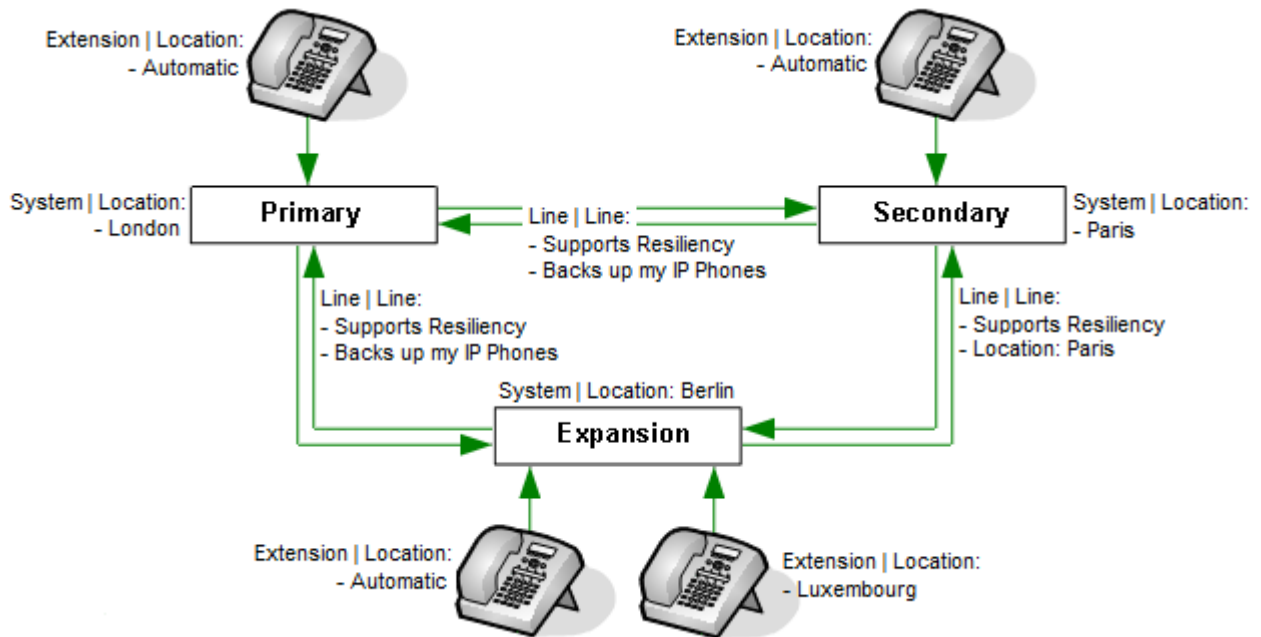 Extension | Location:
- Automatic
Extension | Location:
- Automatic
System | Location:
- London
Primary
Line | Line:
- Supports Resiliency
- Backs up my IP Phones
Secondary
System | Location:
- Paris
Line | Line:
- Supports Resiliency
- Backs up my IP Phones
Line | Line:
- Supports Resiliency
- Location: Paris
System | Location: Berlin
Expansion
Extension | Location:
- Automatic
Extension | Location:
- Luxembourg